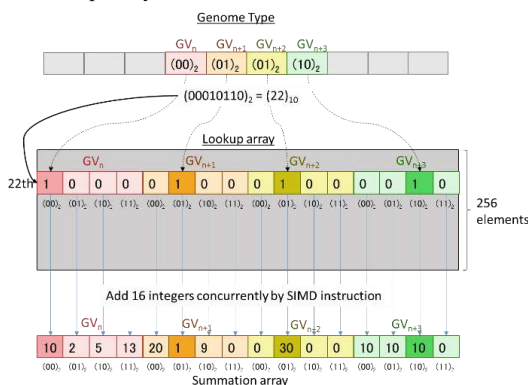 Genome Type
GVn GVn+1 GVn+2 GVn+3
(00)2 (01)2 (01)2 (10)2
(00010110)2 = (22)10
Lookup array
GVn GVn+1 GVn+2 GVn+3
22th 1 0 0 0 0 1 0 0 0 1 0 0 0 0 1 0
(00)2 (01)2 (10)2 (11)2 (00)2 (01)2 (10)2 (11)2 (00)2 (01)2 (10)2 (11)2 (00)2 (01)2 (10)2 (11)2
256
elements
Add 16 integers concurrently by SIMD instruction
GVn GVn+1 GVn+2 GVn+3
10 2 5 13 20 1 9 0 0 30 0 0 10 10 10 0
(00)2 (01)2 (10)2 (11)2 (00)2 (01)2 (10)2 (11)2 (00)2 (01)2 (10)2 (11)2 (00)2 (01)2 (10)2 (11)2
Summation array